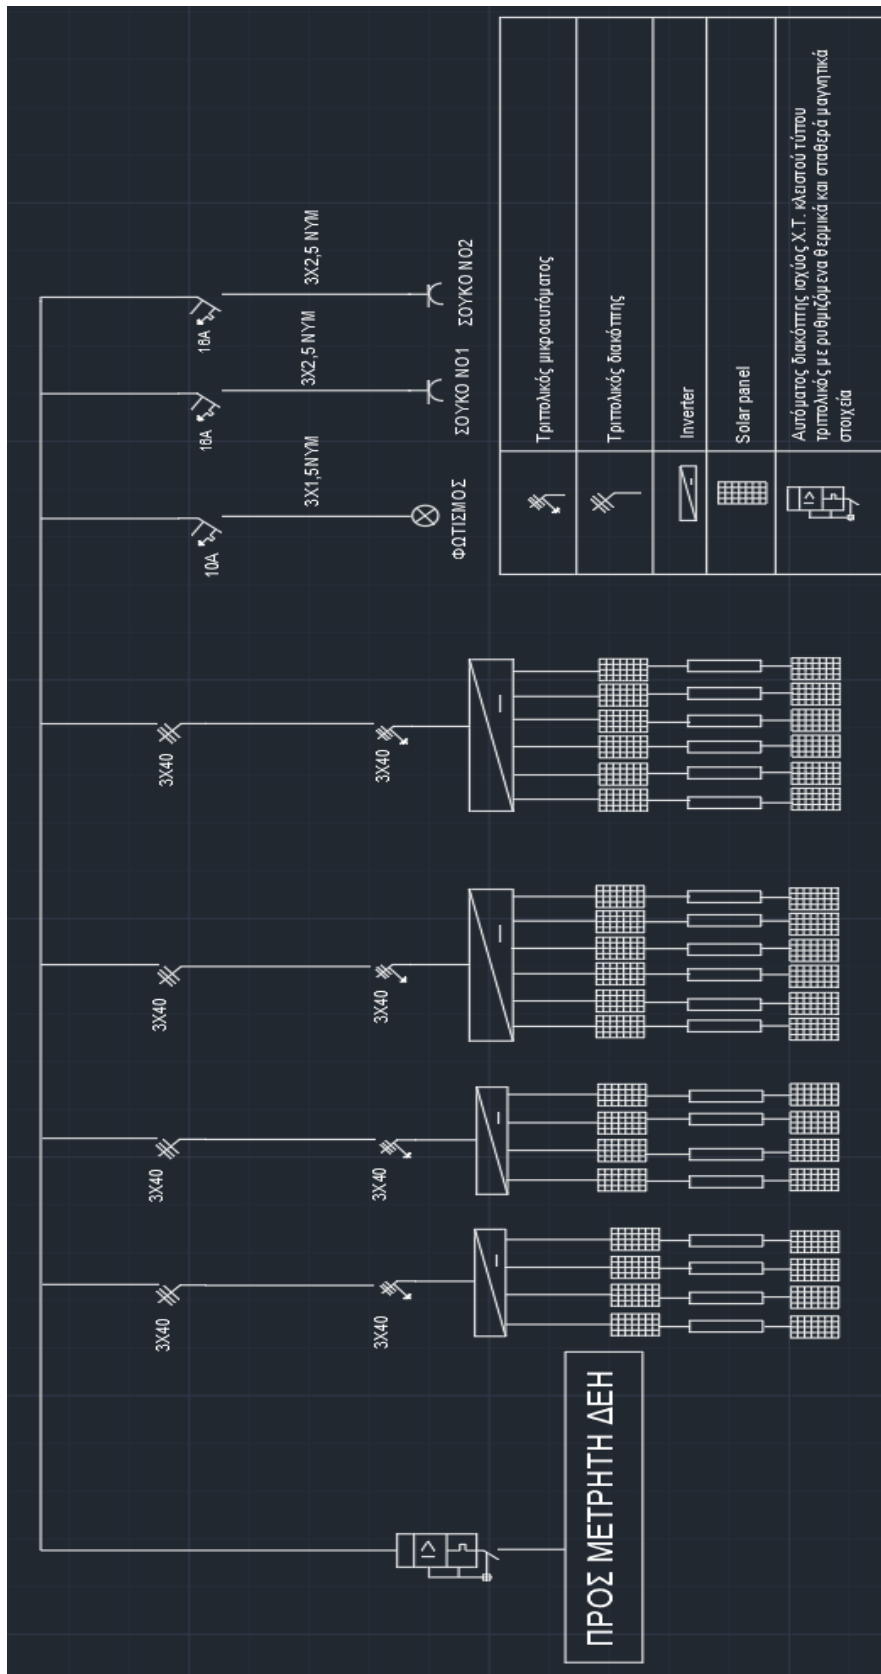 ΠΡΟΣ ΜΕΤΡΗΤΗ ΔΕΗ
3X40
3X40
3X40
3X40
3X40
3X40
3X40
3X40
10A
3X1,5NYM
ΦΩΤΙΣΜΟΣ
16A
3X2,5 NYM
ΣΟΥΚΟ ΝΟ1
16A
3X2,5 NYM
ΣΟΥΚΟ ΝΟ2
Τριπολικός μικροαυτόματος
Τριπολικός διακόπτης
Inverter
Solar panel
Αυτόματος διακόπτης ισχύος Χ.Τ. κλειστού τύπου
τριπολικός με ρυθμιζόμενα θερμικά και σταθερά μαγνητικά
στοιχεία